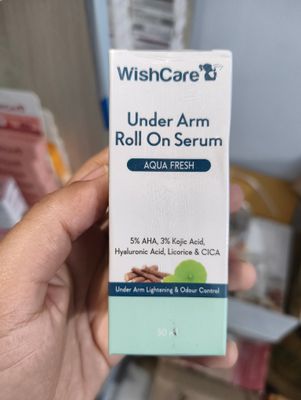 WishCare
Under Arm
Roll On Serum
AQUA FRESH
5% AHA, 3% Kojic Acid,
Hyaluronic Acid, Licorice & CICA
Under Arm Lightening & Odour Control
50